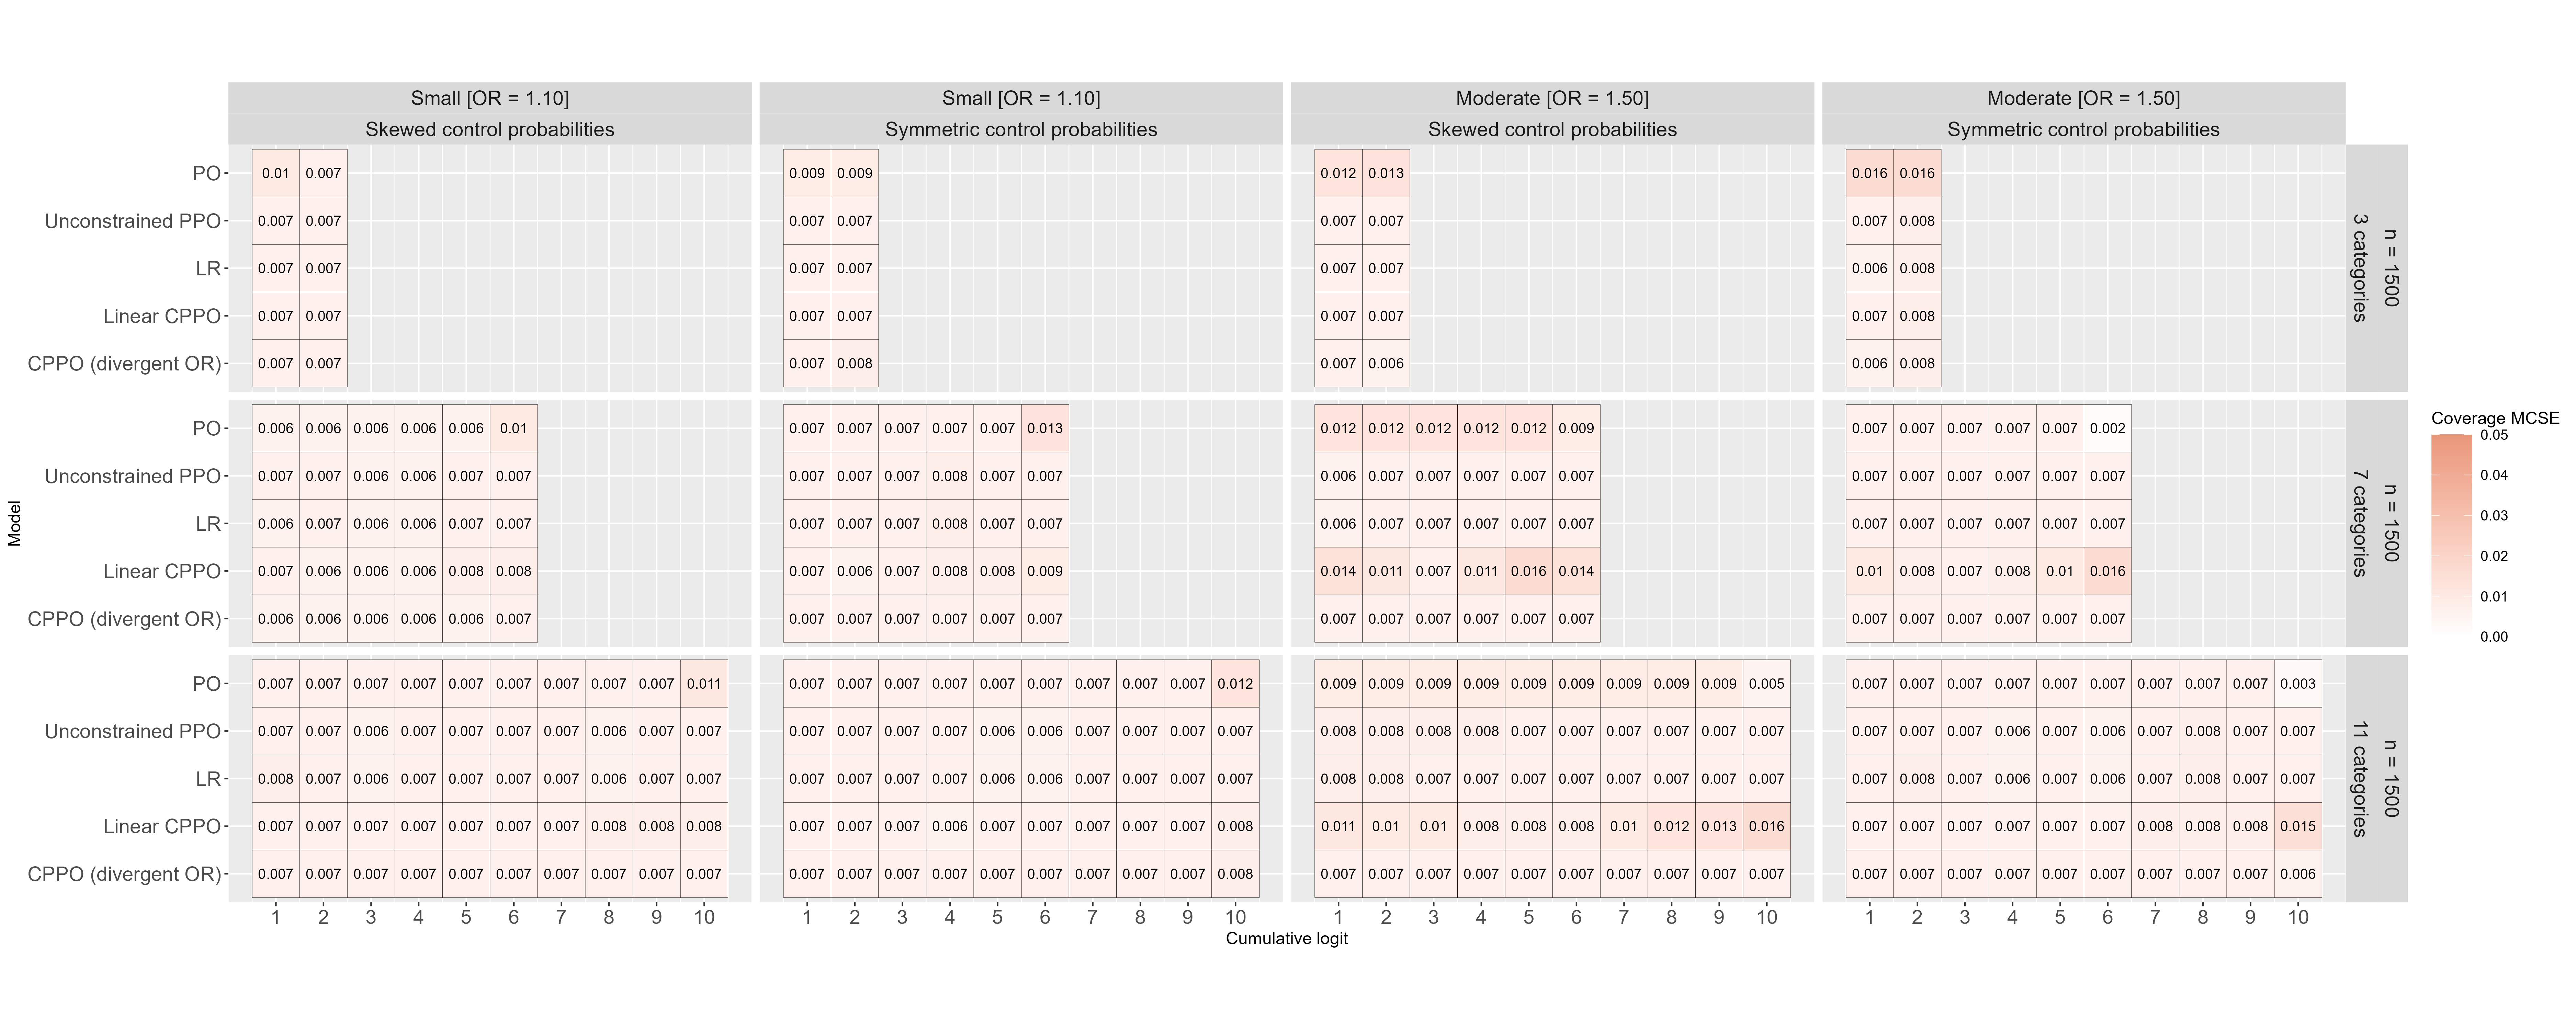 Small [OR = 1.10] Small [OR = 1.10] Moderate [OR = 1.50] Moderate [OR = 1.50]
Skewed control probabilities Symmetric control probabilities Skewed control probabilities Symmetric control probabilities
PO 0.01 0.007 0.009 0.009 0.012 0.013 0.016 0.016
Unconstrained PPO 0.007 0.007 0.007 0.007 0.007 0.007 0.007 0.008
LR 0.007 0.007 0.007 0.007 0.007 0.007 0.006 0.008
Linear CPPO 0.007 0.007 0.007 0.007 0.007 0.007 0.007 0.008
CPPO (divergent OR) 0.007 0.007 0.007 0.008 0.007 0.006 0.006 0.008
n = 1500
3 categories
PO 0.006 0.006 0.006 0.006 0.006 0.01 0.007 0.007 0.007 0.007 0.007 0.013 0.012 0.012 0.012 0.012 0.012 0.009 0.007 0.007 0.007 0.007 0.007 0.002
Unconstrained PPO 0.007 0.007 0.006 0.006 0.007 0.007 0.007 0.007 0.007 0.008 0.007 0.007 0.006 0.007 0.007 0.007 0.007 0.007 0.007 0.007 0.007 0.007 0.007 0.007
LR 0.006 0.007 0.006 0.006 0.007 0.007 0.007 0.007 0.007 0.008 0.007 0.007 0.006 0.007 0.007 0.007 0.007 0.007 0.007 0.007 0.007 0.007 0.007 0.007
Linear CPPO 0.007 0.006 0.006 0.006 0.008 0.008 0.007 0.006 0.007 0.008 0.008 0.009 0.014 0.011 0.007 0.011 0.016 0.014 0.01 0.008 0.007 0.008 0.01 0.016
CPPO (divergent OR) 0.006 0.006 0.006 0.006 0.006 0.007 0.007 0.007 0.007 0.007 0.007 0.007 0.007 0.007 0.007 0.007 0.007 0.007 0.007 0.007 0.007 0.007 0.007 0.007
n = 1500
7 categories
PO 0.007 0.007 0.007 0.007 0.007 0.007 0.007 0.007 0.007 0.011 0.007 0.007 0.007 0.007 0.007 0.007 0.007 0.007 0.007 0.012 0.009 0.009 0.009 0.009 0.009 0.009 0.009 0.009 0.009 0.005 0.007 0.007 0.007 0.007 0.007 0.007 0.007 0.007 0.007 0.003
Unconstrained PPO 0.007 0.007 0.006 0.007 0.007 0.007 0.007 0.006 0.007 0.007 0.007 0.007 0.007 0.007 0.006 0.006 0.007 0.007 0.007 0.007 0.008 0.008 0.008 0.008 0.007 0.007 0.007 0.007 0.007 0.007 0.007 0.007 0.007 0.006 0.007 0.006 0.007 0.008 0.007 0.007
LR 0.008 0.007 0.006 0.007 0.007 0.007 0.007 0.006 0.007 0.007 0.007 0.007 0.007 0.007 0.006 0.006 0.007 0.007 0.007 0.007 0.008 0.008 0.007 0.007 0.007 0.007 0.007 0.007 0.007 0.007 0.007 0.008 0.007 0.006 0.007 0.006 0.007 0.008 0.007 0.007
Linear CPPO 0.007 0.007 0.007 0.007 0.007 0.007 0.007 0.008 0.008 0.008 0.007 0.007 0.007 0.006 0.007 0.007 0.007 0.007 0.007 0.008 0.011 0.01 0.01 0.008 0.008 0.008 0.01 0.012 0.013 0.016 0.007 0.007 0.007 0.007 0.007 0.007 0.008 0.008 0.008 0.015
CPPO (divergent OR) 0.007 0.007 0.007 0.007 0.007 0.007 0.007 0.007 0.007 0.007 0.007 0.007 0.007 0.007 0.007 0.007 0.007 0.007 0.007 0.008 0.007 0.007 0.007 0.007 0.007 0.007 0.007 0.007 0.007 0.007 0.007 0.007 0.007 0.007 0.007 0.007 0.007 0.007 0.007 0.006
n = 1500
11 categories
1 2 3 4 5 6 7 8 9 10 1 2 3 4 5 6 7 8 9 10 1 2 3 4 5 6 7 8 9 10 1 2 3 4 5 6 7 8 9 10
Cumulative logit
Model
Coverage MCSE
0.05
0.04
0.03
0.02
0.01
0.00